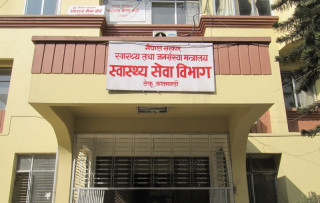 नेपाल सरकार
स्वास्थ्य तथा जनसंख्या मन्त्रालय
स्वास्थ्य सेवा विभाग
टेकु, काठमाण्डौ